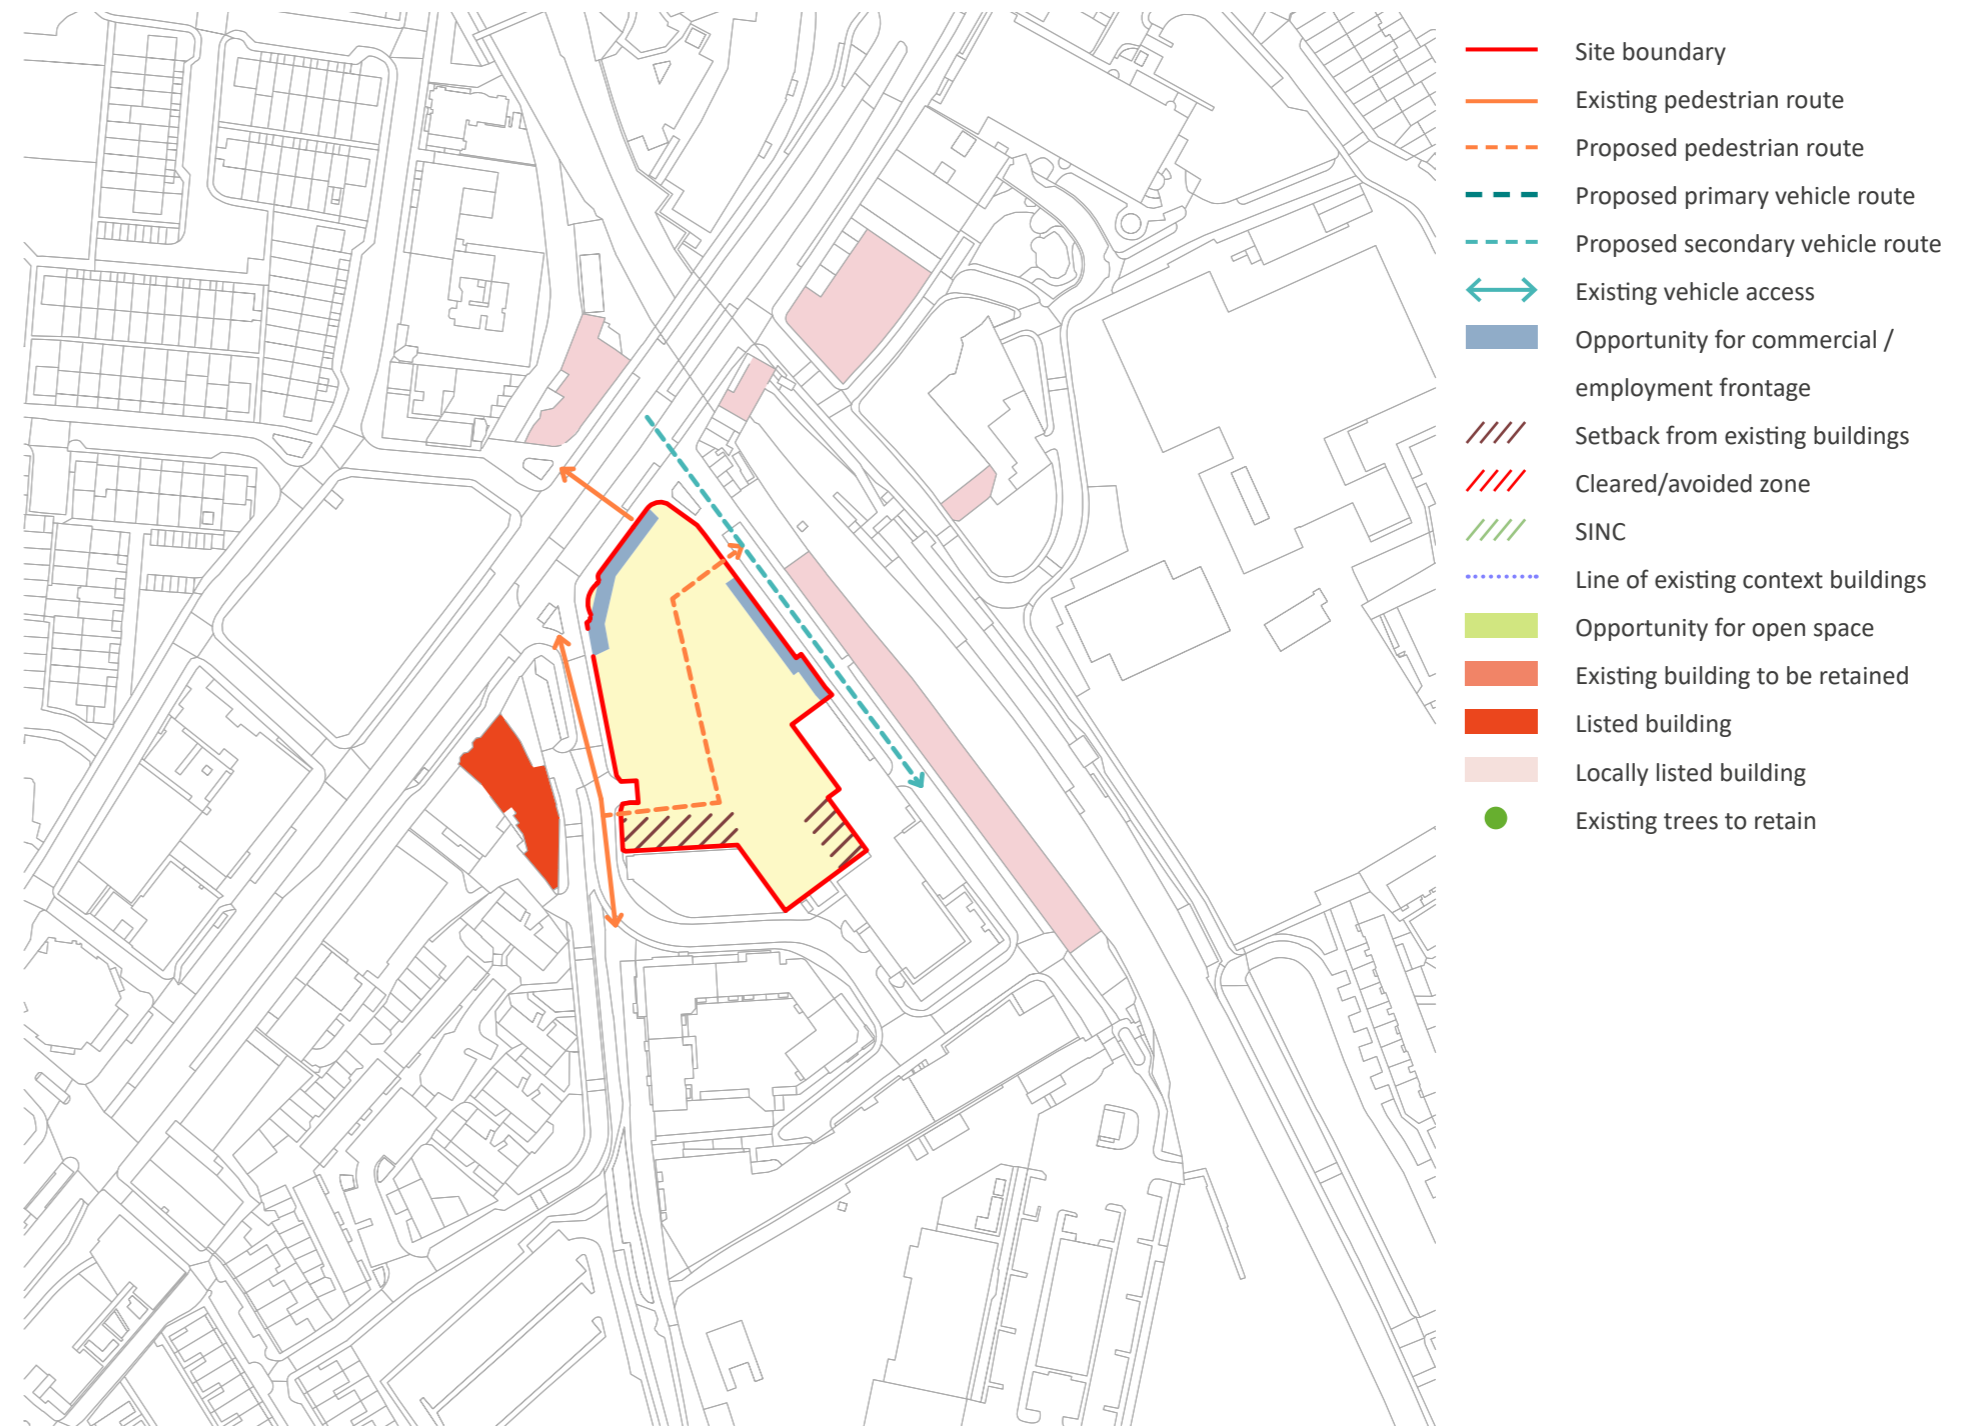 Site boundary
Existing pedestrian route
Proposed pedestrian route
Proposed primary vehicle route
Proposed secondary vehicle route
Existing vehicle access
Opportunity for commercial /
employment frontage
Setback from existing buildings
Cleared/avoided zone
SINC
Line of existing context buildings
Opportunity for open space
Existing building to be retained
Listed building
Locally listed building
Existing trees to retain